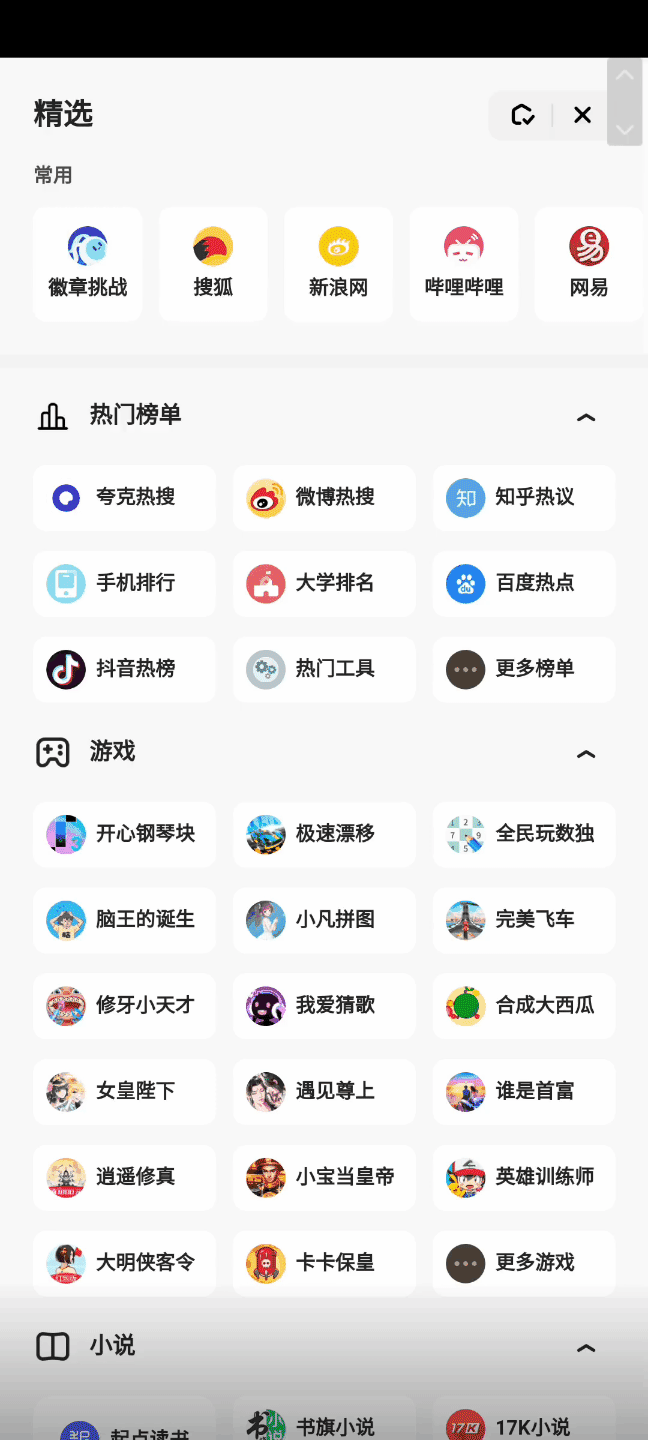 精选
常用
徽章挑战 搜狐 新浪网 哔哩哔哩 网易
热门榜单
夸克热搜 微博热搜 知乎热议
手机排行 大学排名 百度热点
抖音热榜 热门工具 更多榜单
游戏
开心钢琴块 极速漂移 全民玩数独
脑王的诞生 小凡拼图 完美飞车
修牙小天才 我爱猜歌 合成大西瓜
女皇陛下 遇见尊上 谁是首富
逍遥修真 小宝当皇帝 英雄训练师
大明侠客令 卡卡保皇 更多游戏
小说
起点读书 书旗小说 17K小说